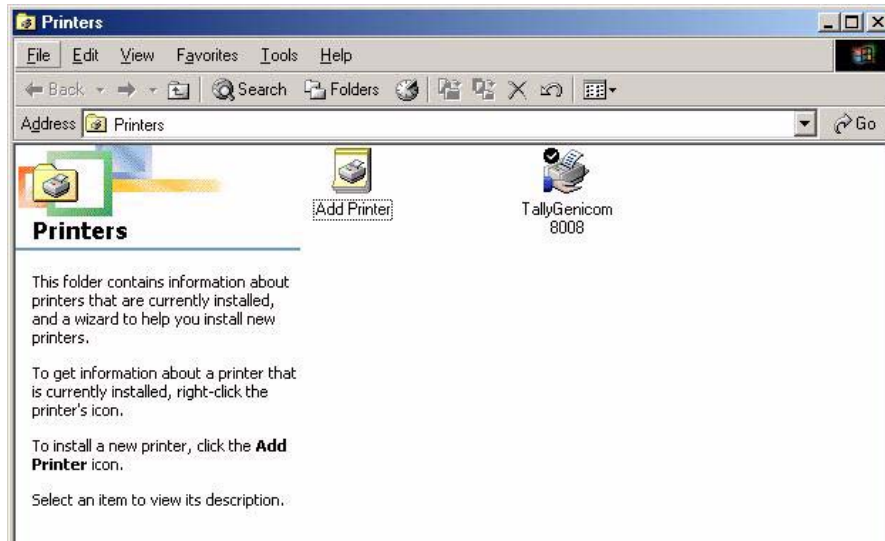 Printers
File Edit View Favorites Tools Help
Back Search Folders
Address Printers Go
Add Printer
TallyGenicom
8008
Printers
This folder contains information about
printers that are currently installed,
and a wizard to help you install new
printers.
To get information about a printer that
is currently installed, right-click the
printer's icon.
To install a new printer, click the Add
Printer icon.
Select an item to view its description.